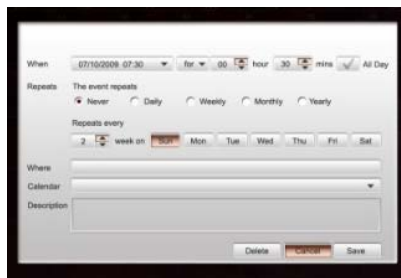 When 07/10/2009 07:30 for 00 hour 30 mins All Day
Repeats The event repeats
Never Daily Weekly Monthly Yearly
Repeats every
2 week on Sun Mon Tue Wed Thu Fri Sat
Where
Calendar
Description
Delete Cancel Save